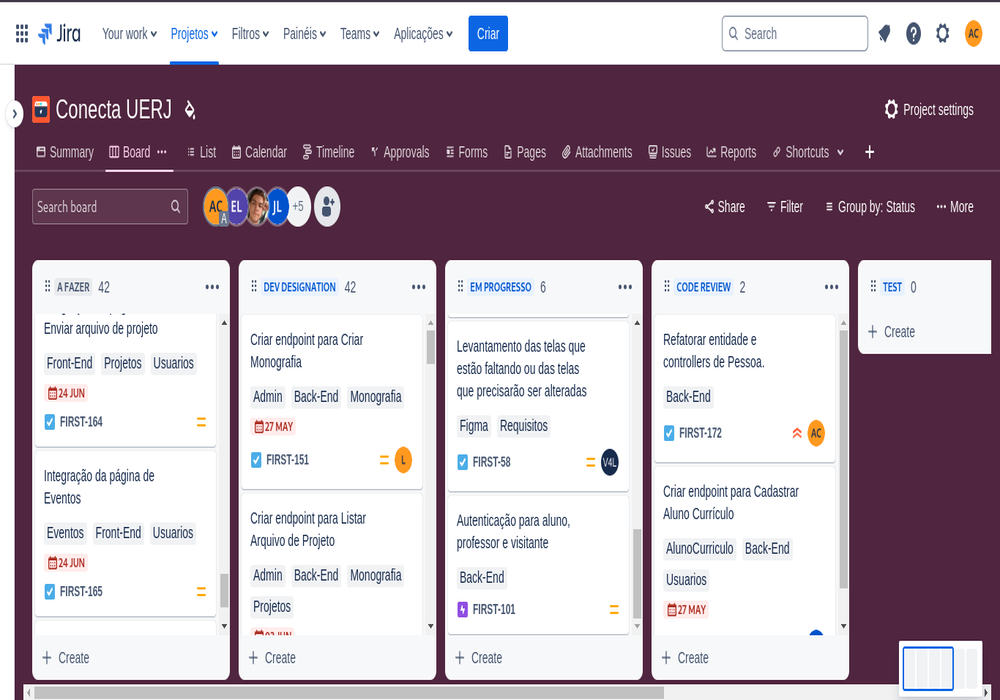 Jira
Your work
Projetos
Filtros
Painéis
Teams
Aplicações
Criar
Search
AC
Conecta UERJ
Project settings
Summary
Board
List
Calendar
Timeline
Approvals
Forms
Pages
Attachments
Issues
Reports
Shortcuts
Search board
AC
A
EL
JL
+5
Share
Filter
Group by: Status
More
A FAZER 42
Enviar arquivo de projeto
Front-End Projetos Usuarios
24 JUN
FIRST-164
Integração da página de
Eventos
Eventos Front-End Usuarios
24 JUN
FIRST-165
Create
DEV DESIGNATION 42
Criar endpoint para Criar
Monografia
Admin Back-End Monografia
27 MAY
FIRST-151
L
Criar endpoint para Listar
Arquivo de Projeto
Admin Back-End Monografia
Projetos
Create
EM PROGRESSO 6
Levantamento das telas que
estão faltando ou das telas
que precisarão ser alteradas
Figma Requisitos
FIRST-58
V4L
Autenticação para aluno,
professor e visitante
Back-End
FIRST-101
Create
CODE REVIEW 2
Refatorar entidade e
controllers de Pessoa.
Back-End
FIRST-172
AC
Criar endpoint para Cadastrar
Aluno Currículo
AlunoCurriculo Back-End
Usuarios
27 MAY
Create
TEST 0
Create